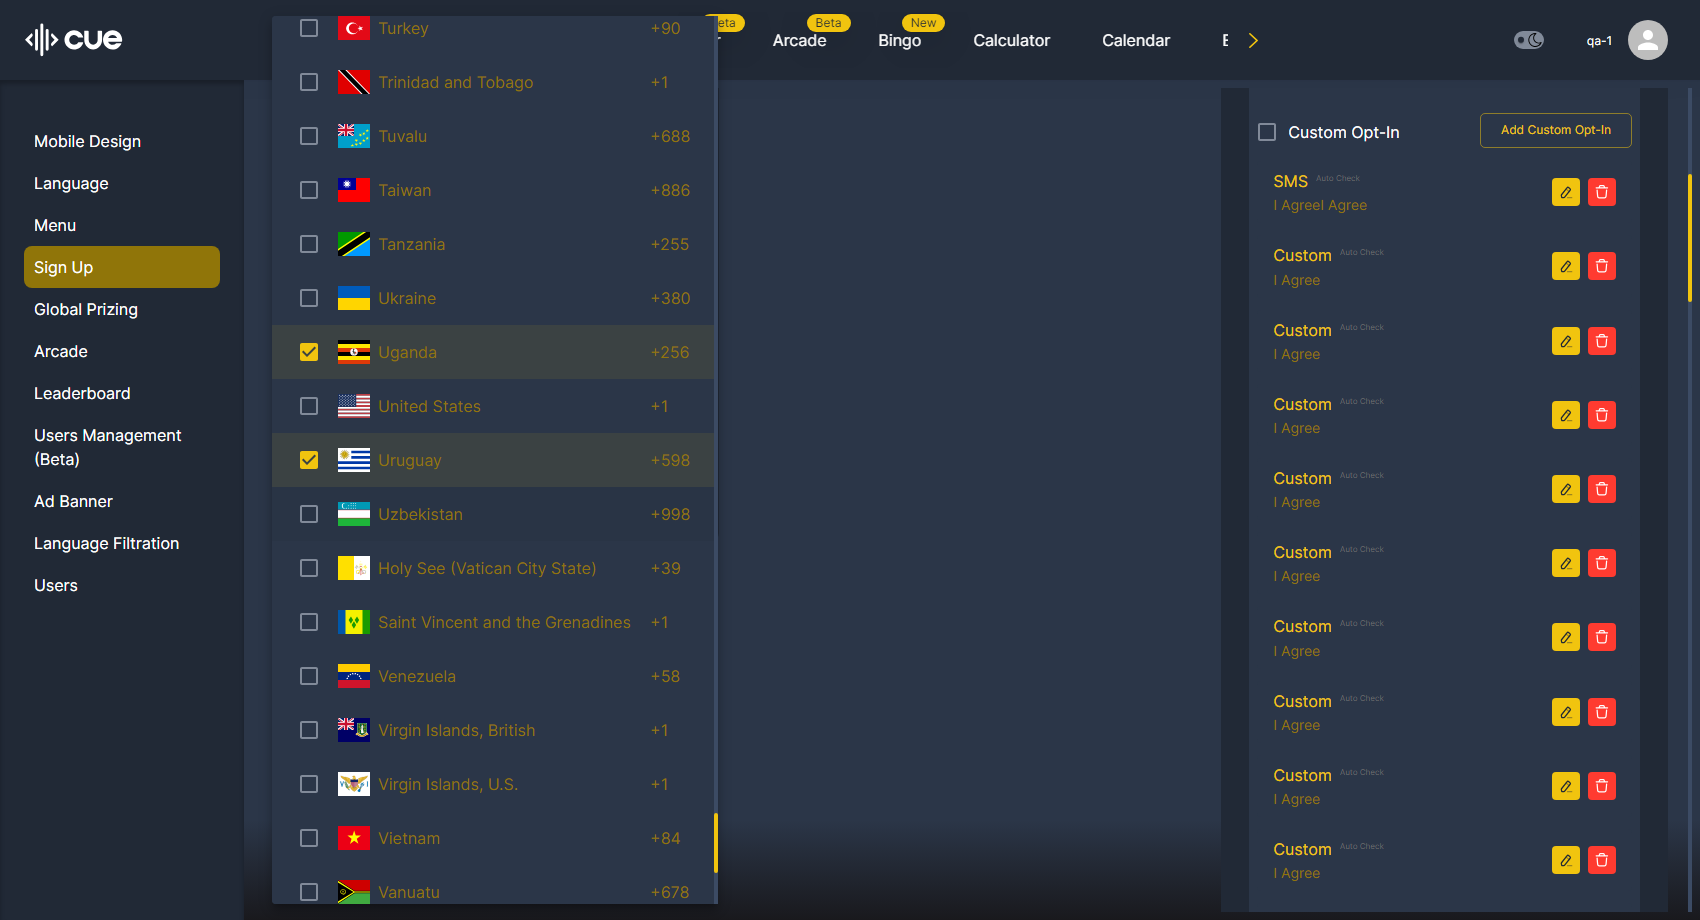 cue
Beta
Beta
New
Arcade
Bingo
Calculator
Calendar
qa-1
Mobile Design
Language
Menu
Sign Up
Global Prizing
Arcade
Leaderboard
Users Management
(Beta)
Ad Banner
Language Filtration
Users
Turkey +90
Trinidad and Tobago +1
Tuvalu +688
Taiwan +886
Tanzania +255
Ukraine +380
Uganda +256
United States +1
Uruguay +598
Uzbekistan +998
Holy See (Vatican City State) +39
Saint Vincent and the Grenadines +1
Venezuela +58
Virgin Islands, British +1
Virgin Islands, U.S. +1
Vietnam +84
Vanuatu +678
Custom Opt-In
Add Custom Opt-In
SMS Auto Check
I AgreeI Agree
Custom Auto Check
I Agree
Custom Auto Check
I Agree
Custom Auto Check
I Agree
Custom Auto Check
I Agree
Custom Auto Check
I Agree
Custom Auto Check
I Agree
Custom Auto Check
I Agree
Custom Auto Check
I Agree
Custom Auto Check
I Agree